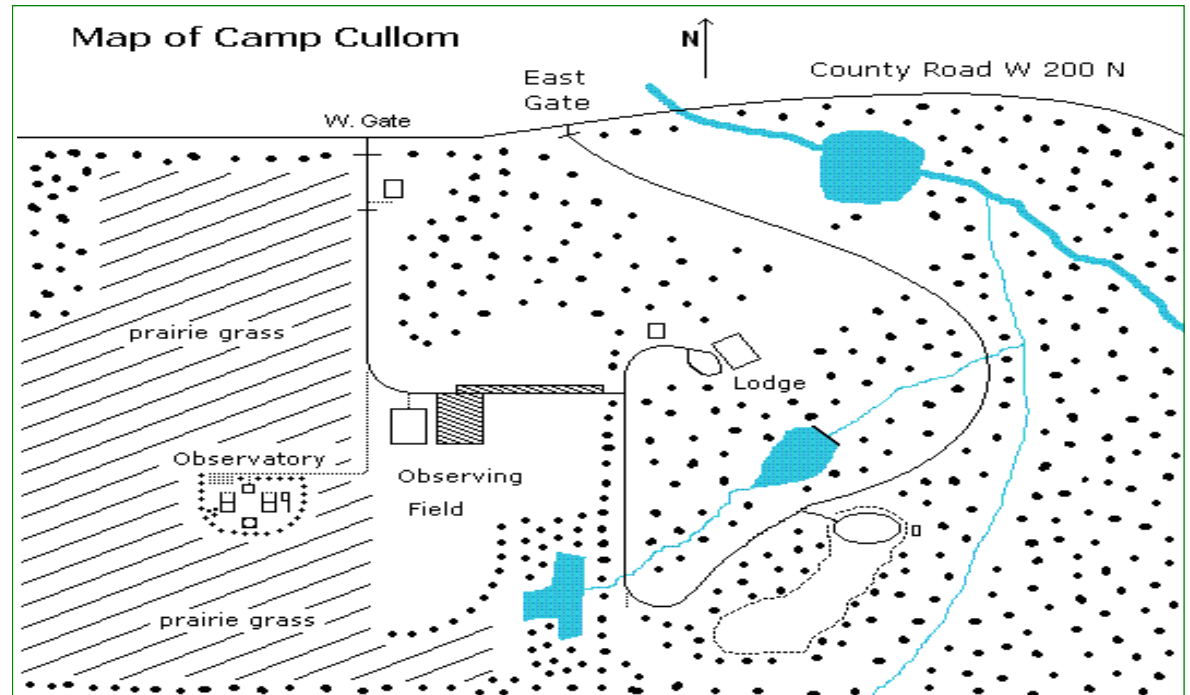 Map of Camp Cullom
N
County Road W 200 N
East
Gate
W. Gate
prairie grass
Lodge
Observatory
Observing
Field
prairie grass